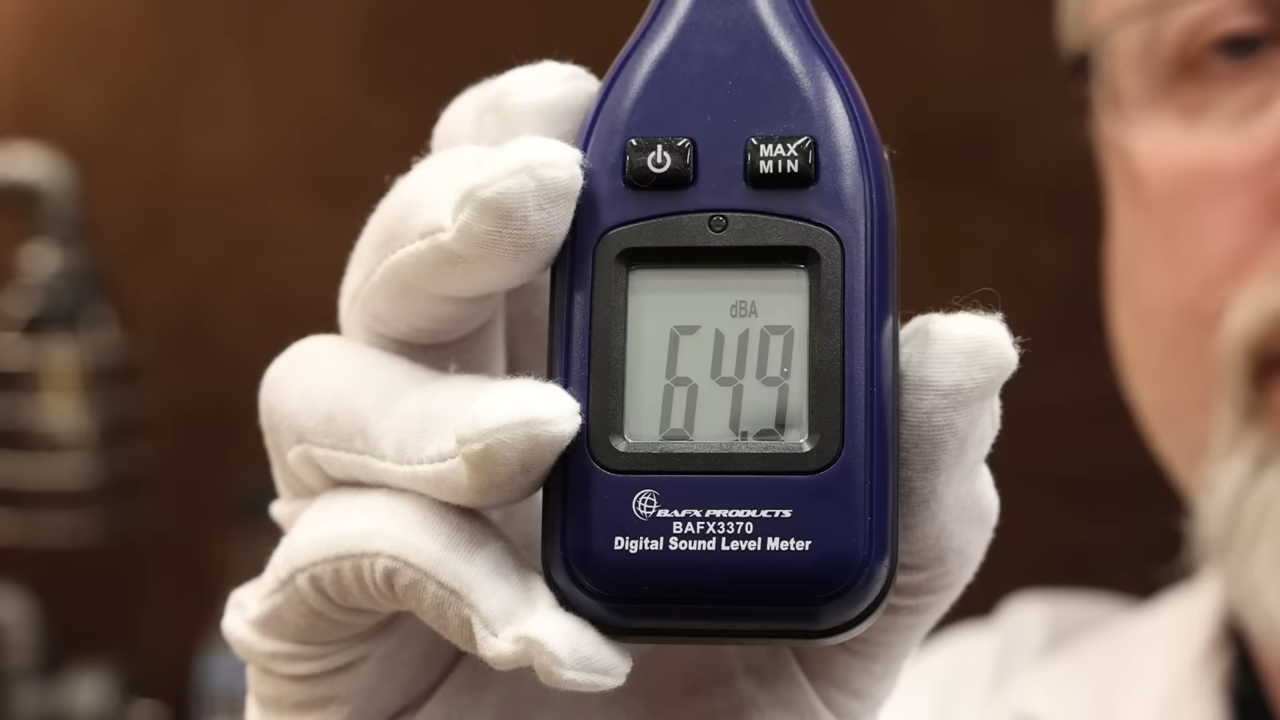 MAX
MIN
dBA
64.9
BAFX PRODUCTS
BAFX3370
Digital Sound Level Meter